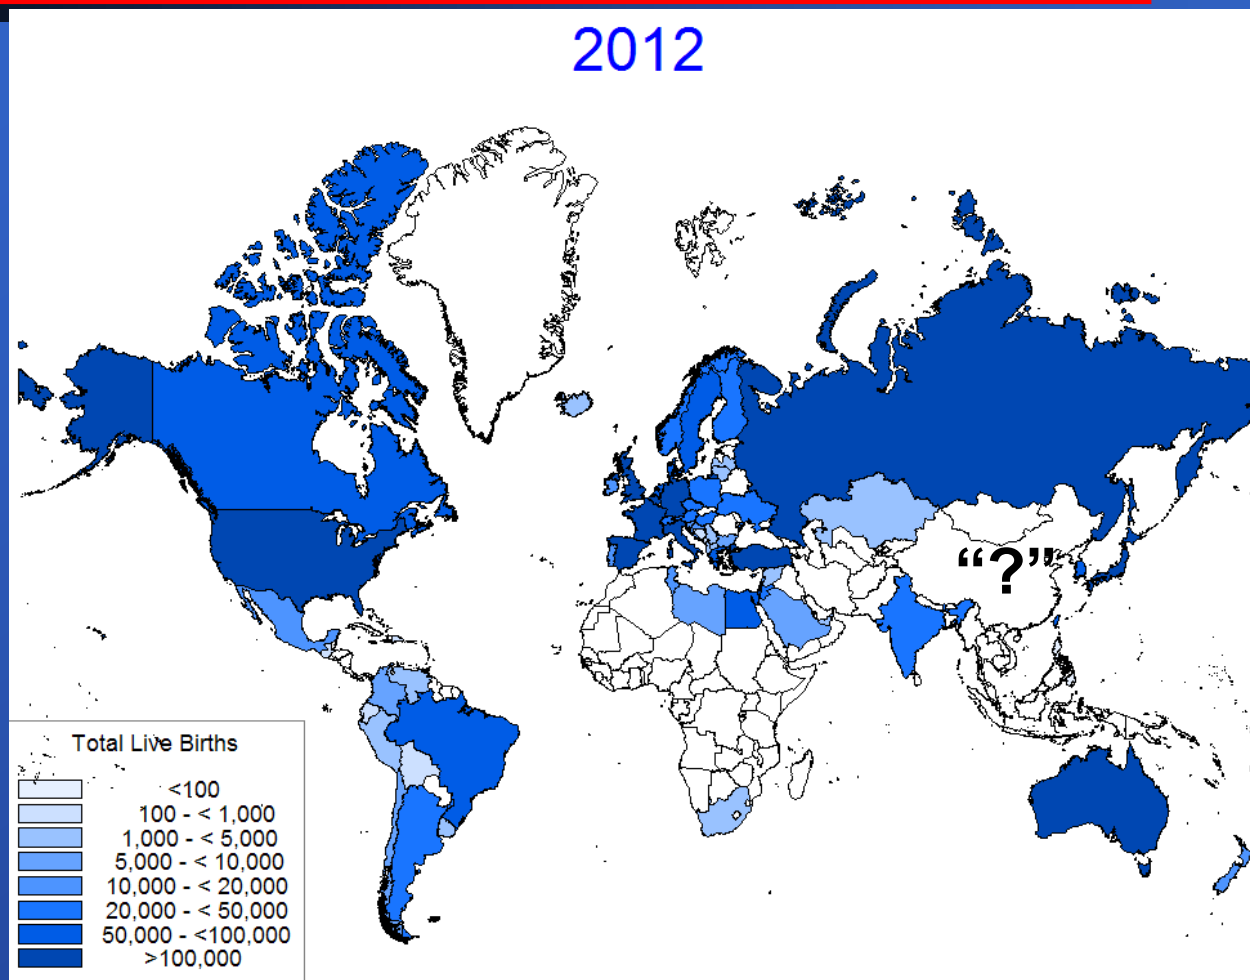 2012
“?”
Total Live Births
<100
100 - < 1,000
1,000 - < 5,000
5,000 - < 10,000
10,000 - < 20,000
20,000 - < 50,000
50,000 - <100,000
>100,000